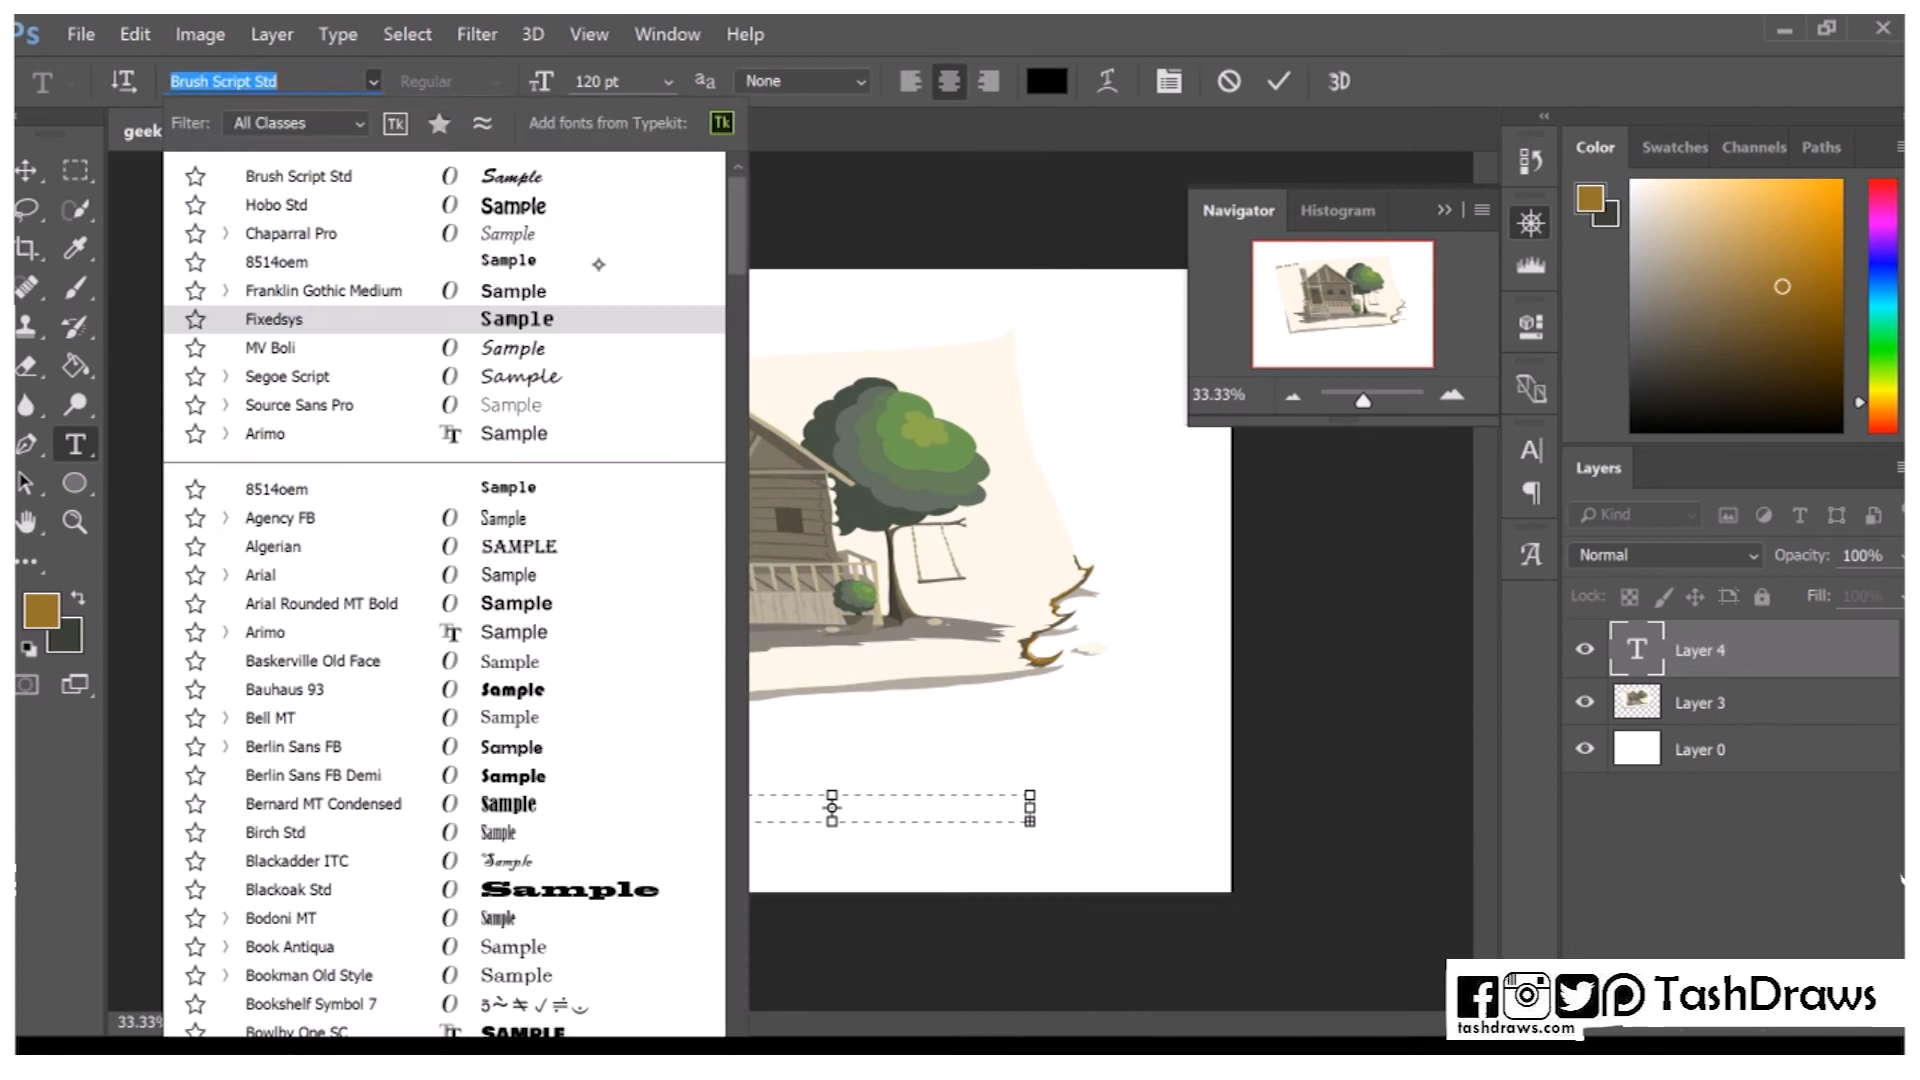 Ps File Edit Image Layer Type Select Filter 3D View Window Help
T Brush Script Std Regular 120 pt aa None 3D
geek
Filter: All Classes Tk Add fonts from Typekit: Tk
Brush Script Std O Sample
Hobo Std O Sample
Chaparral Pro O Sample
8514oem Sample
Franklin Gothic Medium O Sample
Fixedsys Sample
MV Boli O Sample
Segoe Script O Sample
Source Sans Pro O Sample
Arimo TT Sample
8514oem Sample
Agency FB O Sample
Algerian O SAMPLE
Arial O Sample
Arial Rounded MT Bold O Sample
Arimo TT Sample
Baskerville Old Face O Sample
Bauhaus 93 O Sample
Bell MT O Sample
Berlin Sans FB O Sample
Berlin Sans FB Demi O Sample
Bernard MT Condensed O Sample
Birch Std O Sample
Blackadder ITC O Sample
Blackoak Std O Sample
Bodoni MT O Sample
Book Antiqua O Sample
Bookman Old Style O Sample
Bookshelf Symbol 7 O
Bowlby One SC TT SAMPLE
33.33%
Navigator Histogram
33.33%
Color Swatches Channels Paths
Layers
Kind
Normal Opacity: 100%
Lock: Fill: 100%
T Layer 4
Layer 3
Layer 0
TashDraws
tashdraws.com